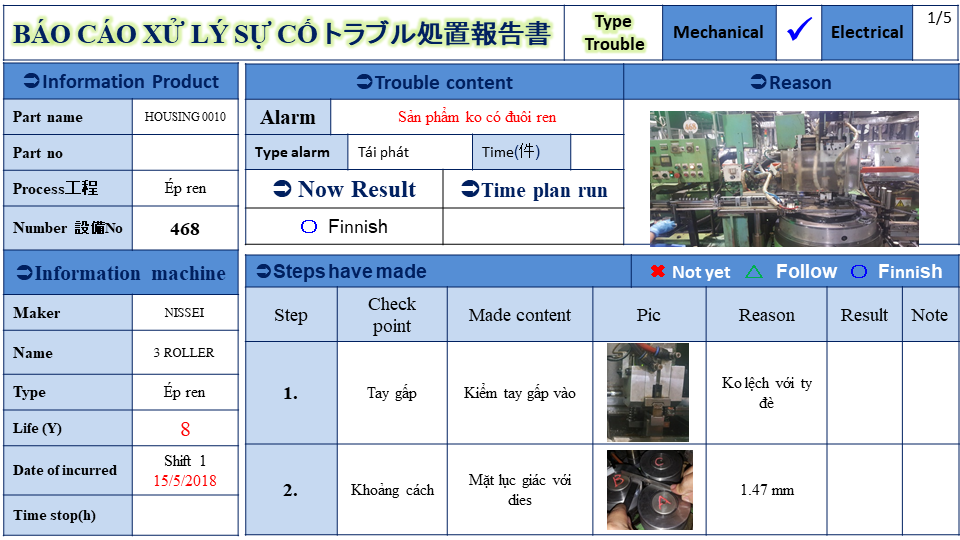 BÁO CÁO XỬ LÝ SỰ CỐ トラブル処置報告書
Type
Trouble
Mechanical
✓
Electrical
1/5
➲Information Product
Part name
HOUSING 0010
Part no
Process工程
Ép ren
Number 設備No
468
➲Information machine
Maker
NISSEI
Name
3 ROLLER
Type
Ép ren
Life (Y)
8
Date of incurred
Shift 1
15/5/2018
Time stop(h)
➲Trouble content
➲Reason
Alarm
Sản phẩm ko có đuôi ren
Type alarm
Tái phát
Time(件)
➲ Now Result
➲Time plan run
〇 Finnish
➲Steps have made
✖ Not yet △ Follow 〇 Finnish
Step
Check
point
Made content
Pic
Reason
Result
Note
1.
Tay gấp
Kiểm tay gấp vào
Ko lệch với ty
đè
2.
Khoảng cách
Mặt lục giác với
dies
C
B
A
1.47 mm